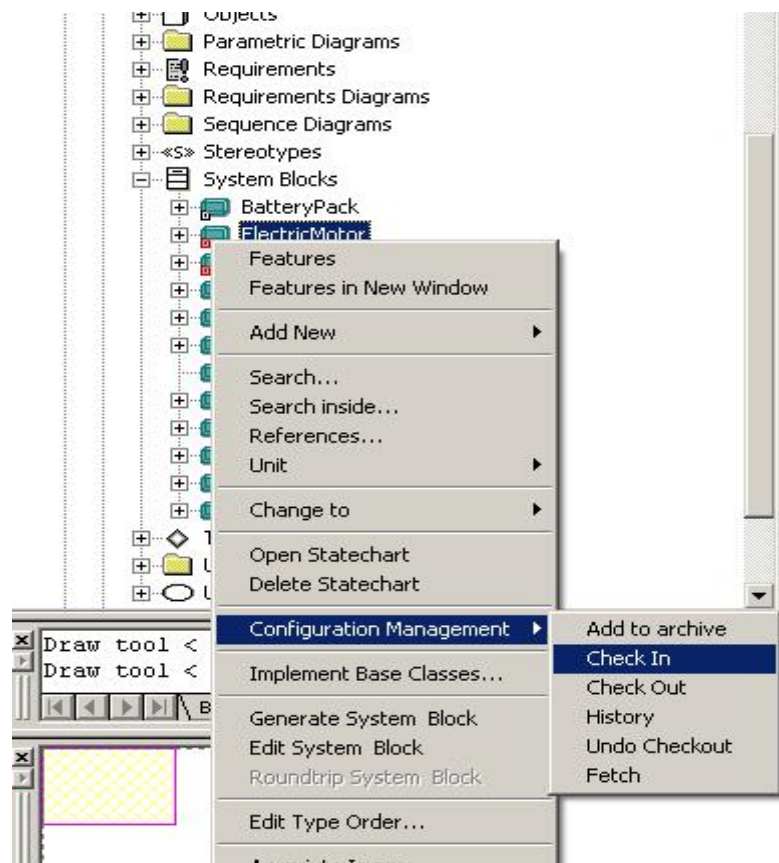 Objects
Parametric Diagrams
Requirements
Requirements Diagrams
Sequence Diagrams
«S» Stereotypes
System Blocks
BatteryPack
ElectricMotor
Features
Features in New Window
Add New
Search...
Search inside...
References...
Unit
Change to
Open Statechart
Delete Statechart
Configuration Management
Add to archive
Check In
Check Out
History
Undo Checkout
Fetch
Draw tool <
Draw tool <
B
Implement Base Classes...
Generate System Block
Edit System Block
Roundtrip System Block
Edit Type Order...